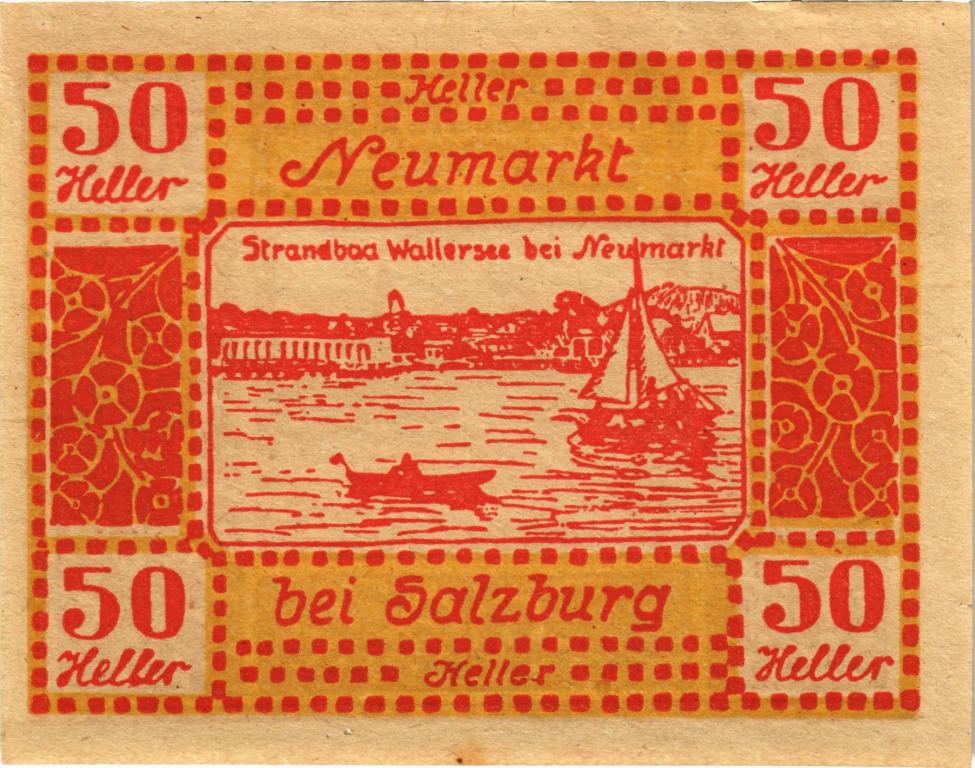 50 Heller 50
Heller Neumarkt Heller
Strandbad Wallersee bei Neumarkt
50 bei Salzburg 50
Heller Heller Heller